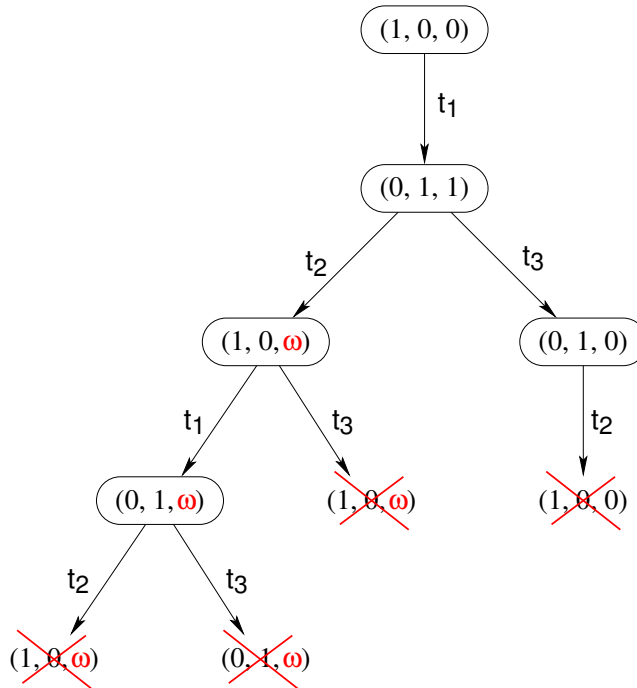 (1, 0, 0)
t1
(0, 1, 1)
t2 t3
(1, 0, ω) (0, 1, 0)
t1 t3 t2
(0, 1, ω) (1, 0, ω) (1, 0, 0)
t2 t3
(1, 0, ω) (0, 1, ω)